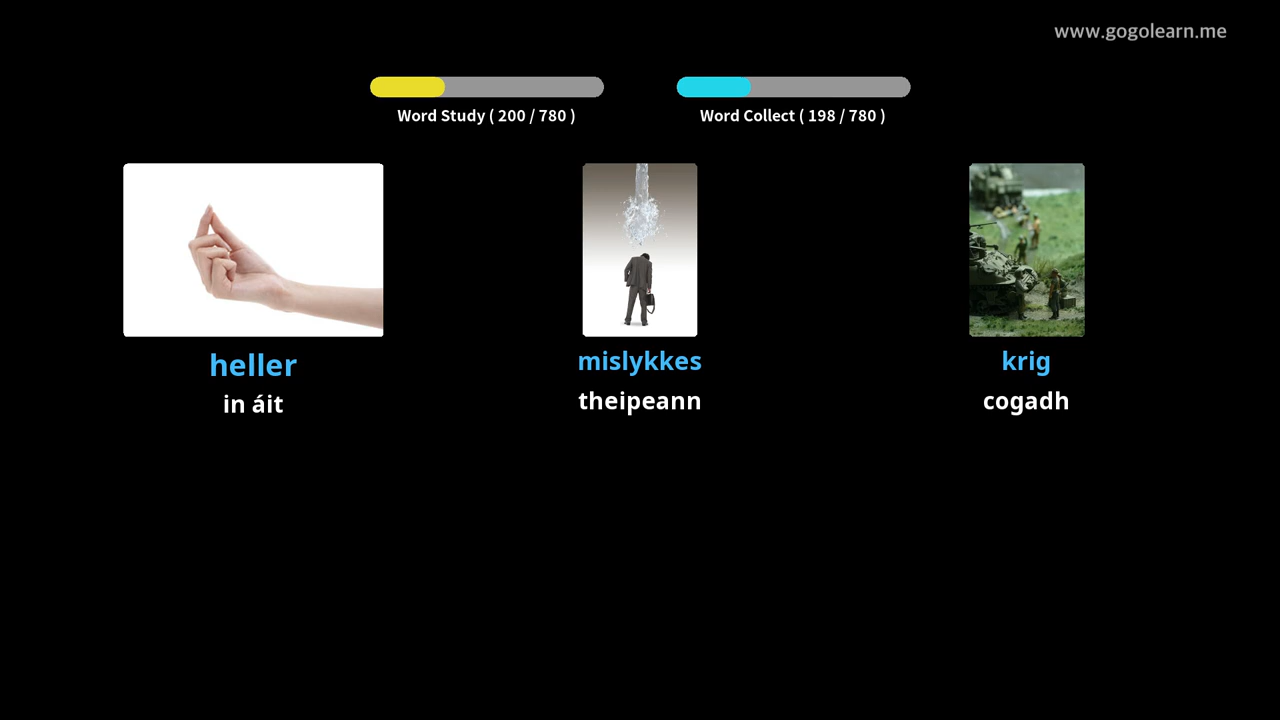 www.gogolearn.me
Word Study ( 200 / 780 )
Word Collect ( 198 / 780 )
heller
in áit
mislykkes
theipeann
krig
cogadh